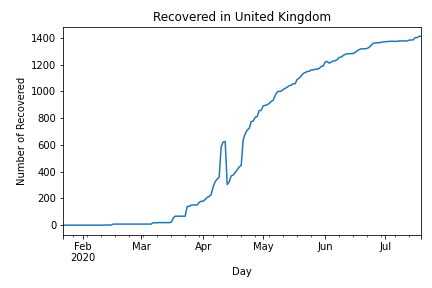 Recovered in United Kingdom
Number of Recovered
1400
1200
1000
800
600
400
200
0
Feb Mar Apr May Jun Jul
2020
Day